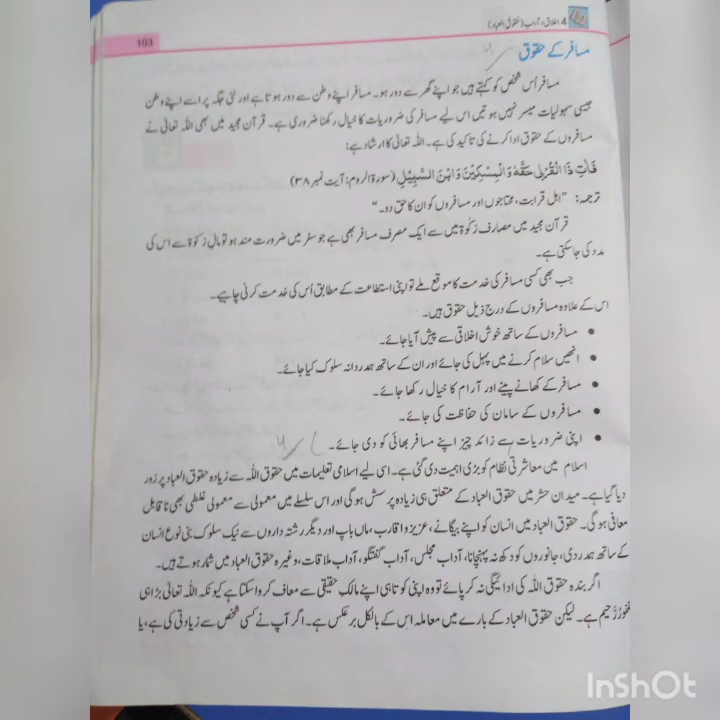 4۔ اخلاق و آداب (حقوق العباد)
103
مسافر کے حقوق
مسافر اُس شخص کو کہتے ہیں جو اپنے گھر سے دور ہو۔ مسافر اپنے وطن سے دور ہوتا ہے اور نئی جگہ پر اسے اپنے وطن
جیسی سہولیات میسر نہیں ہوتیں اس لیے مسافر کی ضروریات کا خیال رکھنا ضروری ہے۔ قرآن مجید میں بھی اللہ تعالیٰ نے
مسافروں کے حقوق ادا کرنے کی تاکید کی ہے۔ اللہ تعالیٰ کا ارشاد ہے:
فَاٰتِ ذَا الْقُرْبٰى حَقَّهٗ وَالْمِسْكِيْنَ وَابْنَ السَّبِيْلِ (سورۃ الروم: آیت نمبر ۳۸)
ترجمہ: "اہل قرابت، محتاجوں اور مسافروں کو ان کا حق دو۔"
قرآن مجید میں مصارف زکوٰۃ میں سے ایک مصرف مسافر بھی ہے جو سفر میں ضرورت مند ہو تو مالِ زکوٰۃ سے اس کی
مدد کی جا سکتی ہے۔
جب بھی کسی مسافر کی خدمت کا موقع ملے تو اپنی استطاعت کے مطابق اُس کی خدمت کرنی چاہیے۔
اس کے علاوہ مسافروں کے درج ذیل حقوق ہیں۔
• مسافروں کے ساتھ خوش اخلاقی سے پیش آیا جائے۔
• انھیں سلام کرنے میں پہل کی جائے اور ان کے ساتھ ہمدردانہ سلوک کیا جائے۔
• مسافر کے کھانے پینے اور آرام کا خیال رکھا جائے۔
• مسافروں کے سامان کی حفاظت کی جائے۔
• اپنی ضروریات سے زائد چیز اپنے مسافر بھائی کو دی جائے۔
اسلام میں معاشرتی نظام کو بڑی اہمیت دی گئی ہے۔ اسی لیے اسلامی تعلیمات میں حقوق اللہ سے زیادہ حقوق العباد پر زور
دیا گیا ہے۔ میدان حشر میں حقوق العباد کے متعلق ہی زیادہ پرسش ہوگی اور اس سلسلے میں معمولی سے معمولی غلطی بھی ناقابل
معافی ہوگی۔ حقوق العباد میں انسان کو اپنے بیگانے، عزیز و اقارب، ماں باپ اور دیگر رشتہ داروں سے نیک سلوک، بنی نوع انسان
کے ساتھ ہمدردی، جانوروں کو دکھ نہ پہنچانا، آداب مجلس، آداب گفتگو، آداب ملاقات، وغیرہ حقوق العباد میں شمار ہوتے ہیں۔
اگر بندہ حقوق اللہ کی ادائیگی نہ کر پائے تو وہ اپنی کوتاہی اپنے مالکِ حقیقی سے معاف کروا سکتا ہے کیونکہ اللہ تعالیٰ بڑا ہی
غفورٌ رّحیم ہے۔ لیکن حقوق العباد کے بارے میں معاملہ اس کے بالکل برعکس ہے۔ اگر آپ نے کسی شخص سے زیادتی کی ہے، یا
InShOt